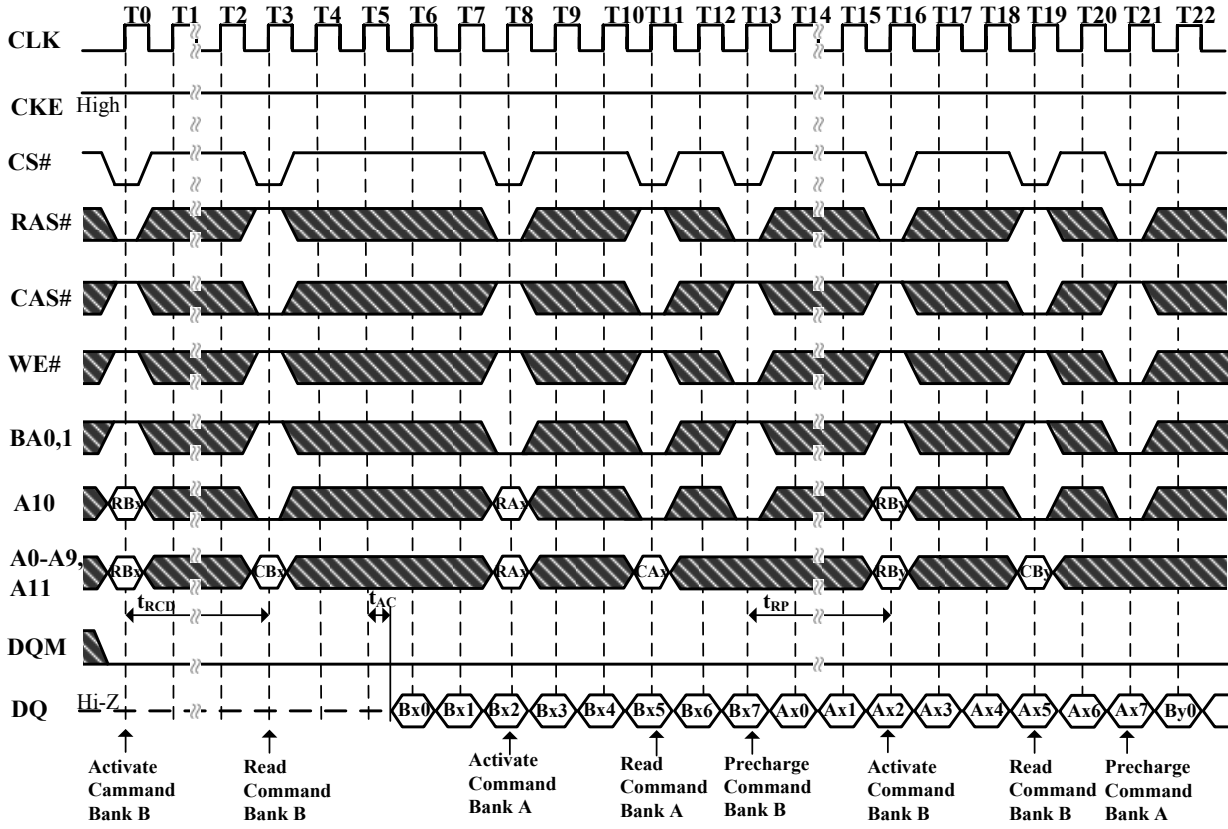 T0 T1 T2 T3 T4 T5 T6 T7 T8 T9 T10 T11 T12 T13 T14 T15 T16 T17 T18 T19 T20 T21 T22
CLK
CKE High
CS#
RAS#
CAS#
WE#
BA0,1
A10 RBx RAx RBy
A0-A9,
A11
RBx CBx RAx CAx RBy CBy
tRCD tAC tRP
DQM
DQ Hi-Z Bx0 Bx1 Bx2 Bx3 Bx4 Bx5 Bx6 Bx7 Ax0 Ax1 Ax2 Ax3 Ax4 Ax5 Ax6 Ax7 By0
Activate
Cammand
Bank B
Read
Command
Bank B
Activate
Command
Bank A
Read
Command
Bank A
Precharge
Command
Bank B
Activate
Command
Bank B
Read
Command
Bank B
Precharge
Command
Bank A